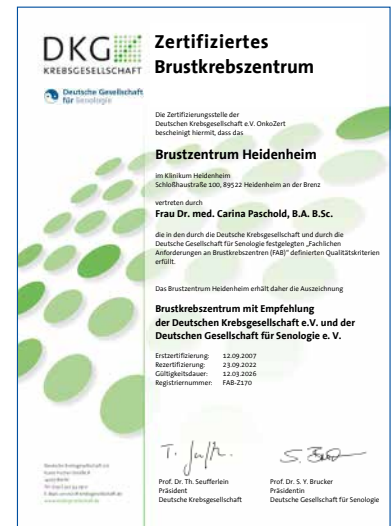 DKG
KREBSGESELLSCHAFT
Deutsche Gesellschaft
für Senologie
Zertifiziertes
Brustkrebszentrum
Die Zertifizierungsstelle der
Deutschen Krebsgesellschaft e.V. OnkoZert
bescheinigt hiermit, dass das
Brustzentrum Heidenheim
im Klinikum Heidenheim
Schloßhaustraße 100, 89522 Heidenheim an der Brenz
vertreten durch
Frau Dr. med. Carina Paschold, B.A. B.Sc.
die in den durch die Deutsche Krebsgesellschaft und durch die
Deutsche Gesellschaft für Senologie festgelegten „Fachlichen
Anforderungen an Brustkrebszentren (FAB)“ definierten Qualitätskriterien
erfüllt.
Das Brustzentrum Heidenheim erhält daher die Auszeichnung
Brustkrebszentrum mit Empfehlung
der Deutschen Krebsgesellschaft e.V. und der
Deutschen Gesellschaft für Senologie e. V.
Erstzertifizierung: 12.09.2007
Rezertifizierung: 23.09.2022
Gültigkeitsdauer: 12.03.2026
Registriernummer: FAB-Z170
Prof. Dr. Th. Seufferlein
Präsident
Deutsche Krebsgesellschaft
Prof. Dr. S. Y. Brucker
Präsidentin
Deutsche Gesellschaft für Senologie